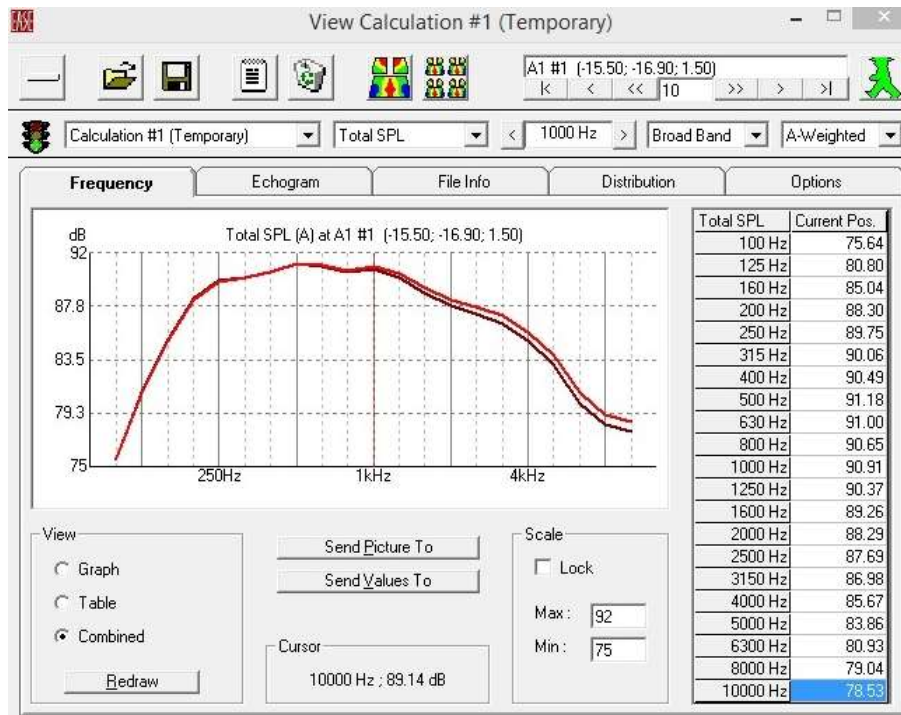 EASE
View Calculation #1 (Temporary)
A1 #1 (-15.50; -16.90; 1.50)
10
Calculation #1 (Temporary)
Total SPL
1000 Hz
Broad Band
A-Weighted
Frequency
Echogram
File Info
Distribution
Options
dB
Total SPL (A) at A1 #1 (-15.50; -16.90; 1.50)
92
87.8
83.5
79.3
75
250Hz
1kHz
4kHz
Total SPL Current Pos.
100 Hz 75.64
125 Hz 80.80
160 Hz 85.04
200 Hz 88.30
250 Hz 89.75
315 Hz 90.06
400 Hz 90.49
500 Hz 91.18
630 Hz 91.00
800 Hz 90.65
1000 Hz 90.91
1250 Hz 90.37
1600 Hz 89.26
2000 Hz 88.29
2500 Hz 87.69
3150 Hz 86.98
4000 Hz 85.67
5000 Hz 83.86
6300 Hz 80.93
8000 Hz 79.04
10000 Hz 78.53
View
Graph
Table
Combined
Redraw
Send Picture To
Send Values To
Cursor
10000 Hz ; 89.14 dB
Scale
Lock
Max : 92
Min : 75